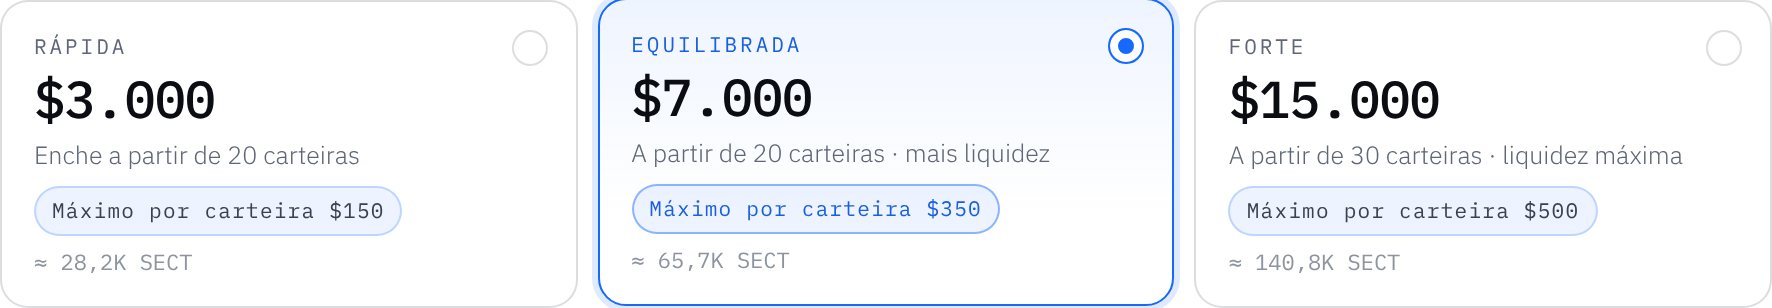 RÁPIDA
$3.000
Enche a partir de 20 carteiras
Máximo por carteira $150
≈ 28,2K SECT
EQUILIBRADA
$7.000
A partir de 20 carteiras · mais liquidez
Máximo por carteira $350
≈ 65,7K SECT
FORTE
$15.000
A partir de 30 carteiras · liquidez máxima
Máximo por carteira $500
≈ 140,8K SECT